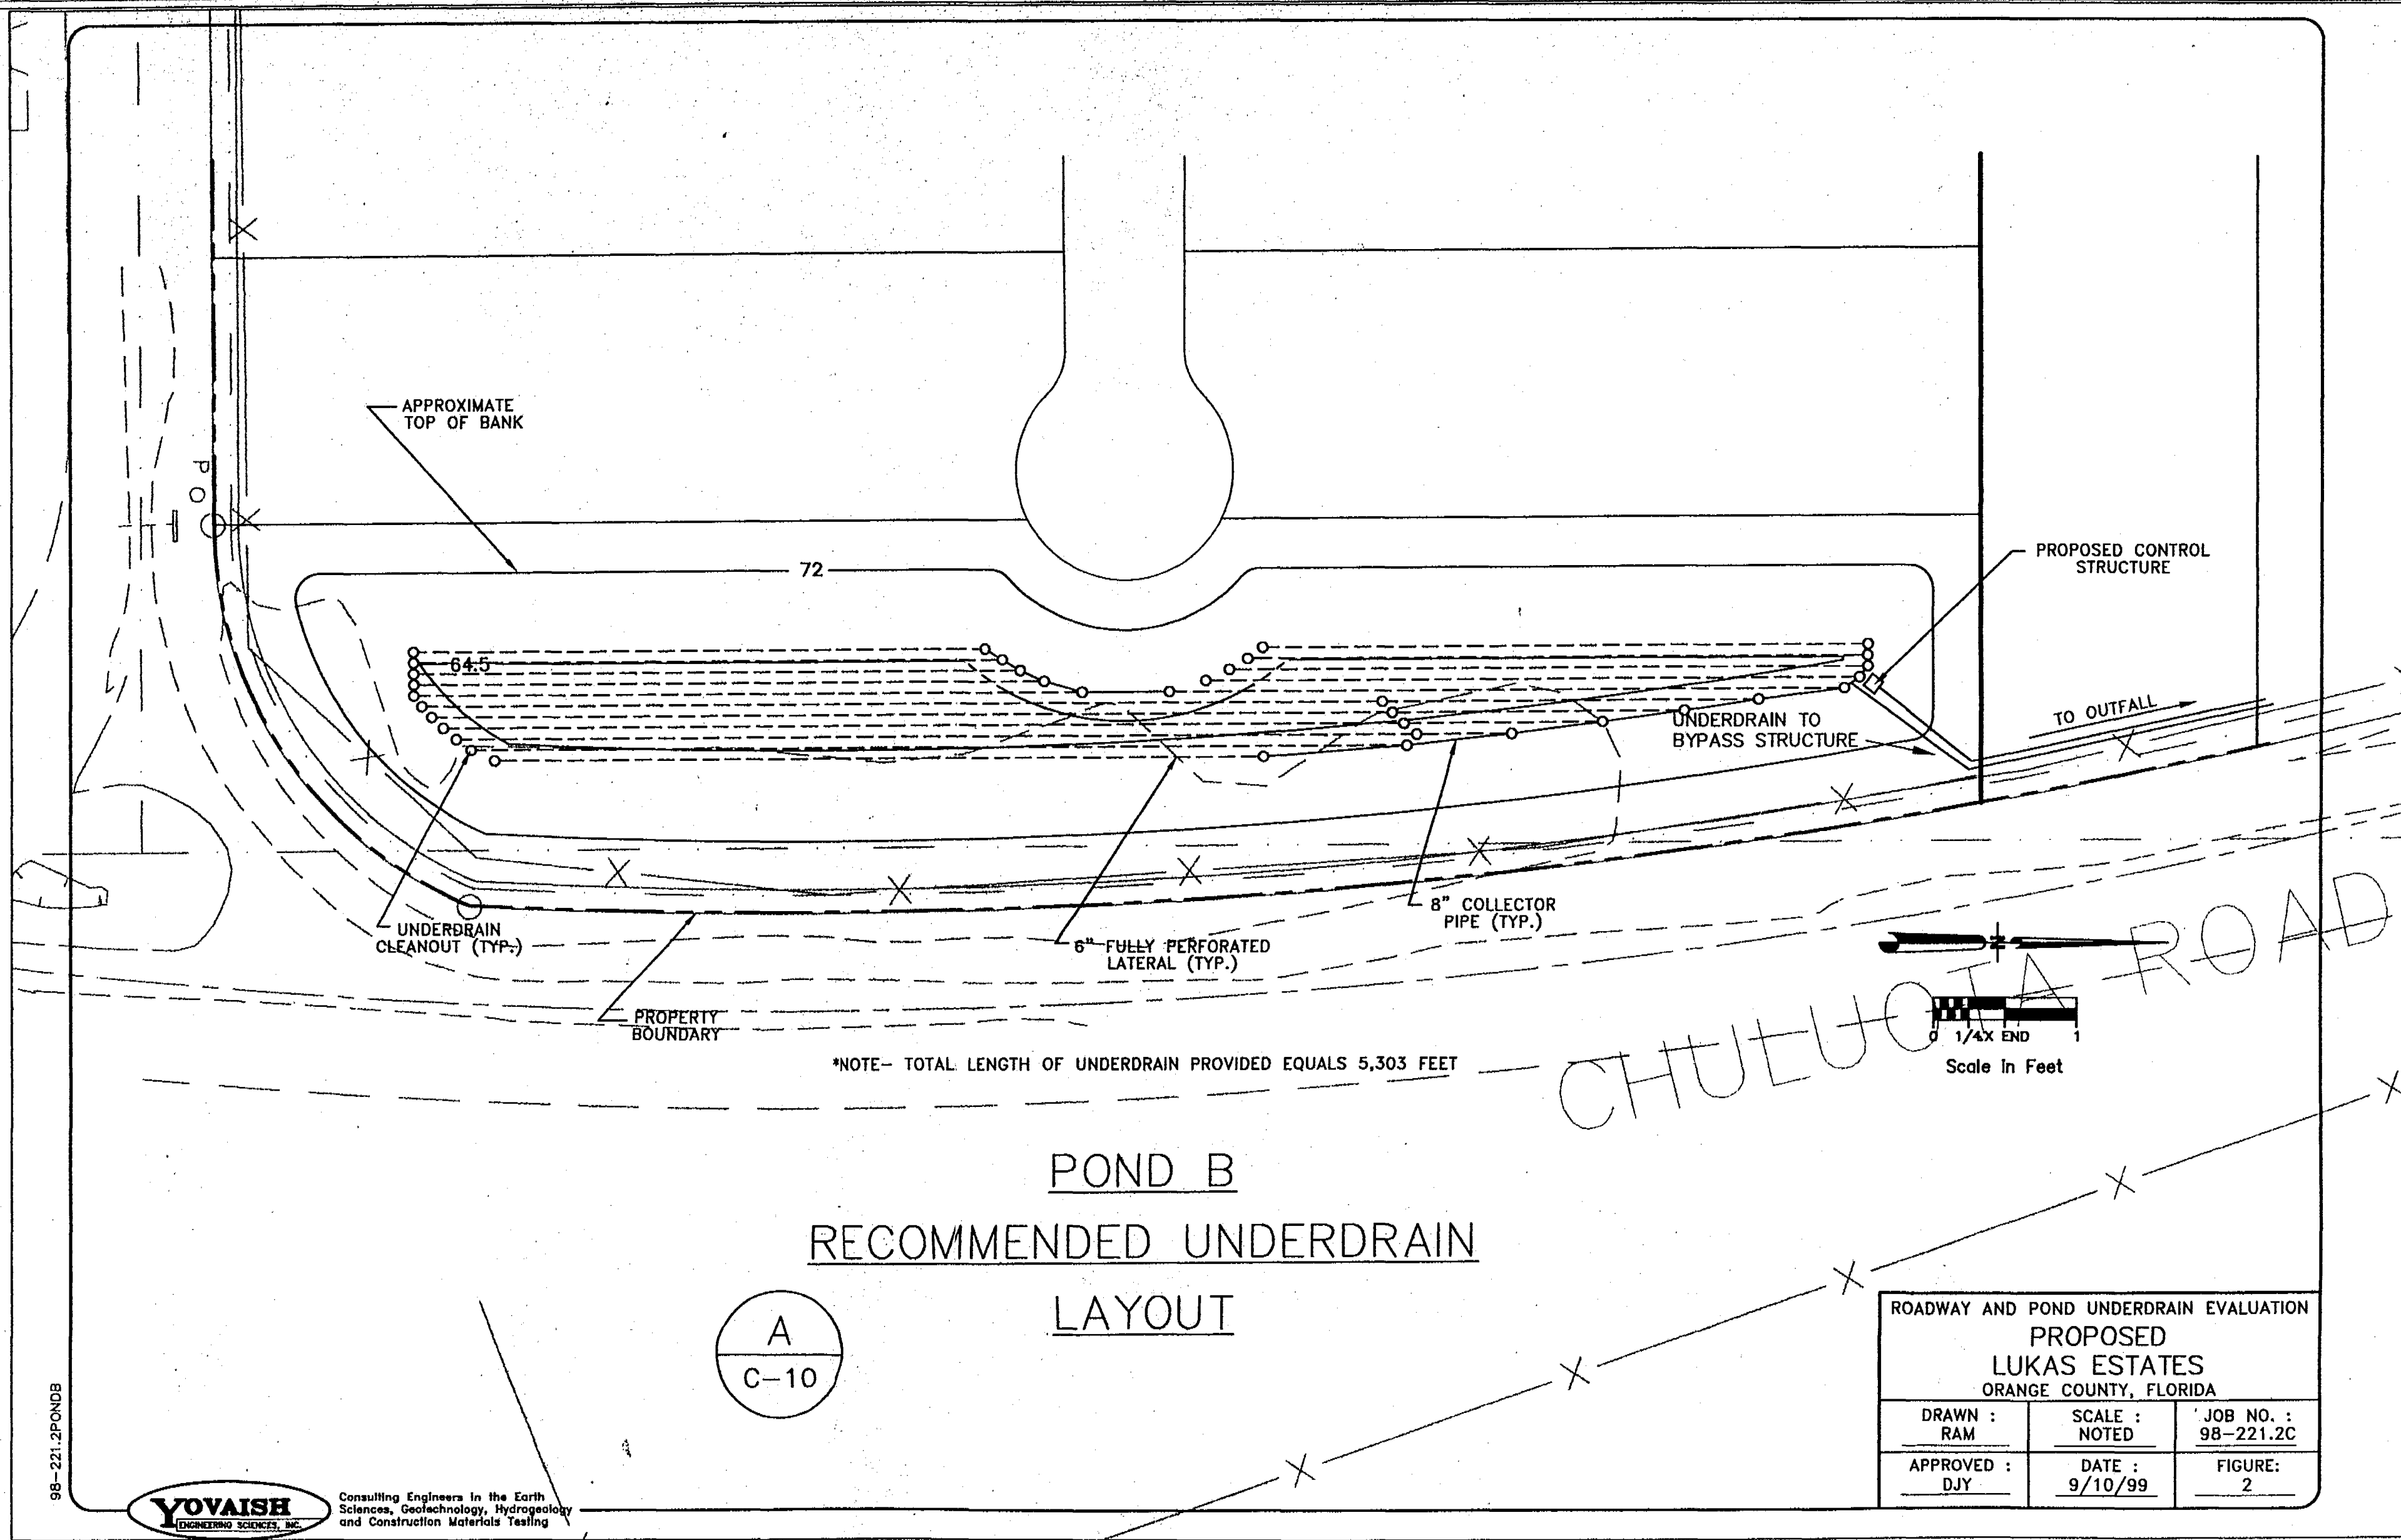 APPROXIMATE
TOP OF BANK
P
O
72
PROPOSED CONTROL
STRUCTURE
64.5
UNDERDRAIN TO
BYPASS STRUCTURE
TO OUTFALL
UNDERDRAIN
CLEANOUT (TYP.)
6" FULLY PERFORATED
LATERAL (TYP.)
8" COLLECTOR
PIPE (TYP.)
PROPERTY
BOUNDARY
N
CHULUOTA ROAD
0 1/4X END 1
Scale in Feet
*NOTE- TOTAL LENGTH OF UNDERDRAIN PROVIDED EQUALS 5,303 FEET
POND B
RECOMMENDED UNDERDRAIN
LAYOUT
A
C-10
ROADWAY AND POND UNDERDRAIN EVALUATION
PROPOSED
LUKAS ESTATES
ORANGE COUNTY, FLORIDA
DRAWN :
RAM
SCALE :
NOTED
JOB NO. :
98-221.2C
APPROVED :
DJY
DATE :
9/10/99
FIGURE:
2
98-221.2PONDB
YOVAISH
ENGINEERING SCIENCES, INC.
Consulting Engineers in the Earth
Sciences, Geotechnology, Hydrogeology
and Construction Materials Testing